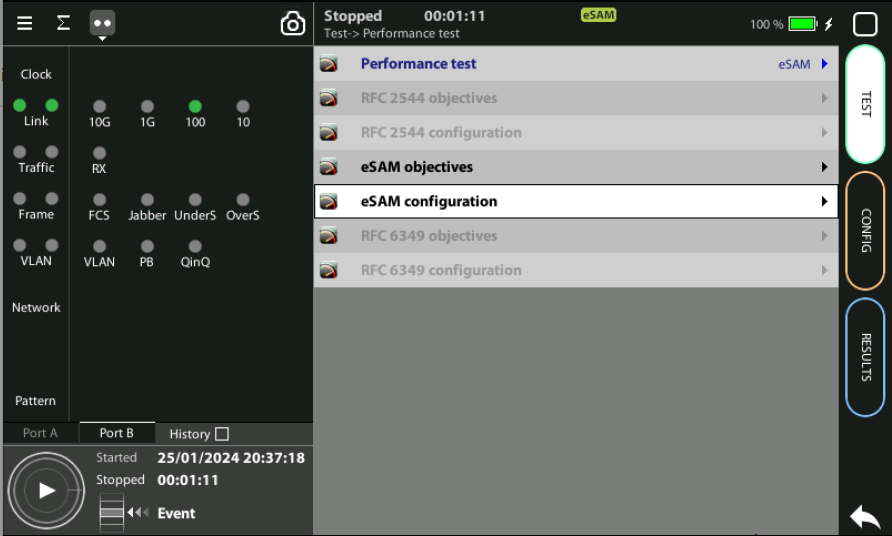 Σ
Stopped 00:01:11 eSAM 100 %
Test-> Performance test
Clock
Link 10G 1G 100 10
Traffic RX
Frame FCS Jabber UnderS OverS
VLAN VLAN PB QinQ
Network
Pattern
Port A Port B History
Started 25/01/2024 20:37:18
Stopped 00:01:11
Event
Performance test eSAM
RFC 2544 objectives
RFC 2544 configuration
eSAM objectives
eSAM configuration
RFC 6349 objectives
RFC 6349 configuration
TEST
CONFIG
RESULTS